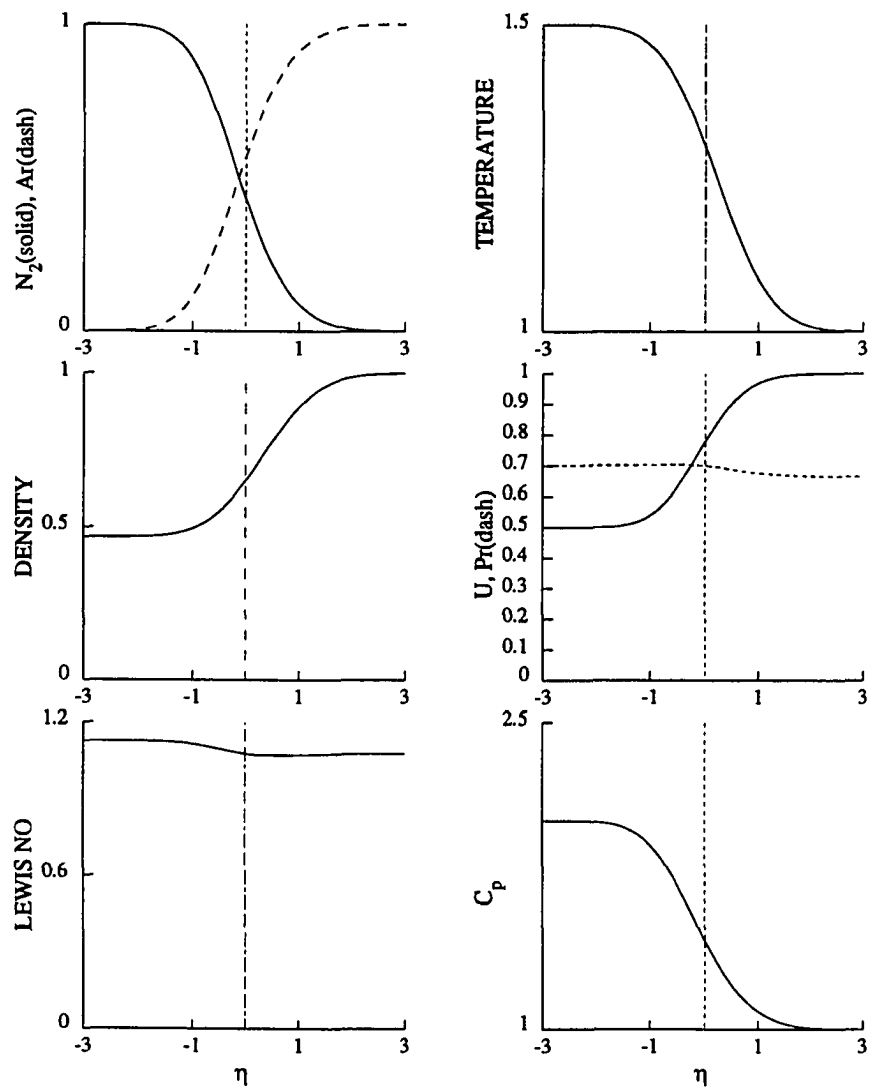 1
N2(solid), Ar(dash)
0
-3 -1 1 3
1.5
TEMPERATURE
1
-3 -1 1 3
1
DENSITY
0.5
0
-3 -1 1 3
1
0.9
0.8
0.7
0.6
0.5
0.4
0.3
0.2
0.1
0
U, Pr(dash)
-3 -1 1 3
1.2
LEWIS NO
0.6
0
-3 -1 1 3
η
2.5
Cp
1
-3 -1 1 3
η